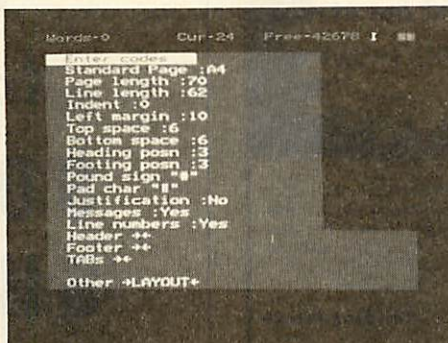 Words-0 Cur-24 Free-42678 I
Enter codes
Standard Page :A4
Page length :70
Line length :62
Indent :0
Left margin :10
Top space :6
Bottom space :6
Heading posn :3
Footing posn :3
Pound sign "#"
Pad char "▒"
Justification :No
Messages :Yes
Line numbers :Yes
Header →←
Footer →←
TABs →←
Other →LAYOUT←